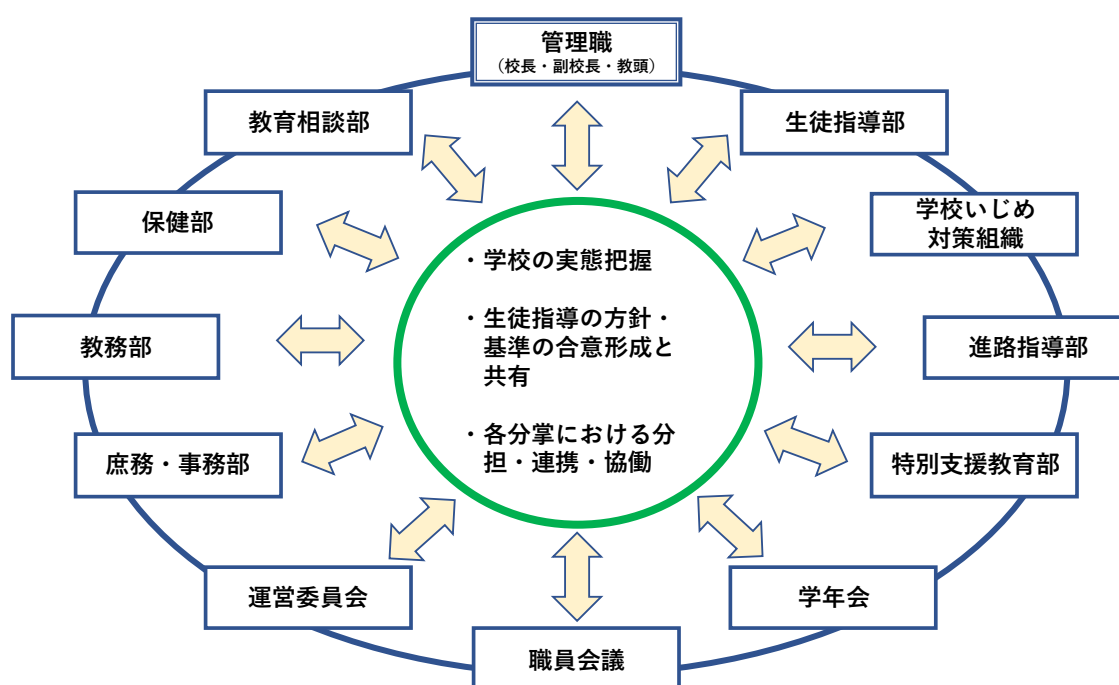 管理職
（校長・副校長・教頭）
教育相談部
生徒指導部
保健部
学校いじめ
対策組織
・学校の実態把握
・生徒指導の方針・
基準の合意形成と
共有
・各分掌における分
担・連携・協働
教務部
進路指導部
庶務・事務部
特別支援教育部
運営委員会
学年会
職員会議